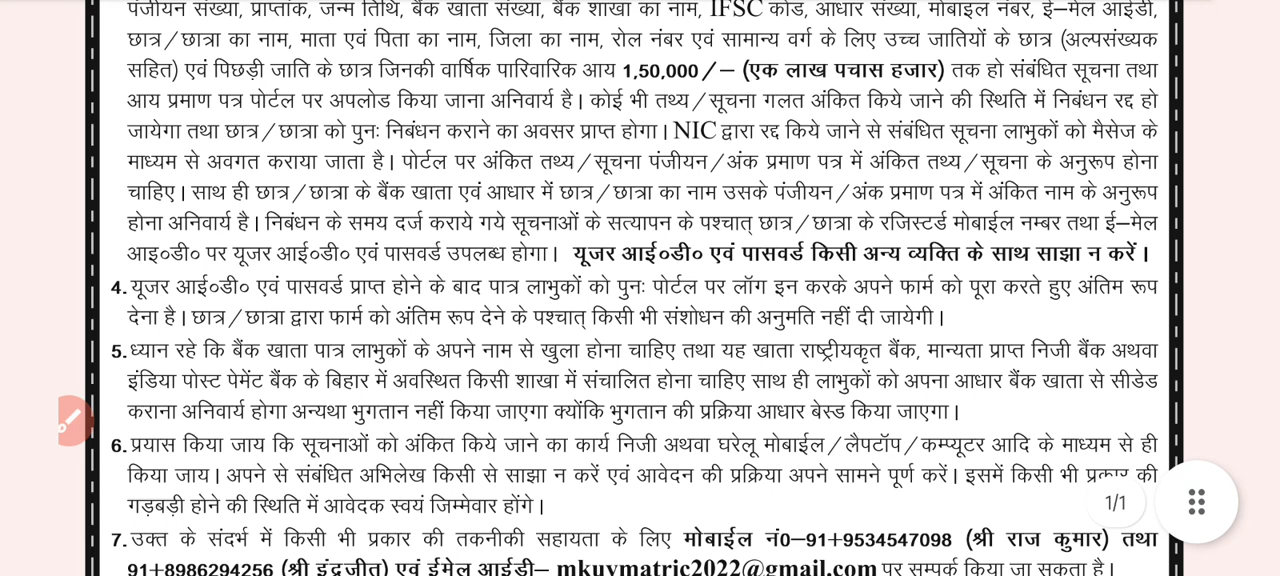 पंजीयन संख्या, प्राप्तांक, जन्म तिथि, बैंक खाता संख्या, बैंक शाखा का नाम, IFSC कोड, आधार संख्या, मोबाइल नंबर, ई–मेल आईडी,
छात्र/छात्रा का नाम, माता एवं पिता का नाम, जिला का नाम, रोल नंबर एवं सामान्य वर्ग के लिए उच्च जातियों के छात्र (अल्पसंख्यक
सहित) एवं पिछड़ी जाति के छात्र जिनकी वार्षिक पारिवारिक आय 1,50,000/– (एक लाख पचास हजार) तक हो संबंधित सूचना तथा
आय प्रमाण पत्र पोर्टल पर अपलोड किया जाना अनिवार्य है। कोई भी तथ्य/सूचना गलत अंकित किये जाने की स्थिति में निबंधन रद्द हो
जायेगा तथा छात्र/छात्रा को पुनः निबंधन कराने का अवसर प्राप्त होगा। NIC द्वारा रद्द किये जाने से संबंधित सूचना लाभुकों को मैसेज के
माध्यम से अवगत कराया जाता है। पोर्टल पर अंकित तथ्य/सूचना पंजीयन/अंक प्रमाण पत्र में अंकित तथ्य/सूचना के अनुरूप होना
चाहिए। साथ ही छात्र/छात्रा के बैंक खाता एवं आधार में छात्र/छात्रा का नाम उसके पंजीयन/अंक प्रमाण पत्र में अंकित नाम के अनुरूप
होना अनिवार्य है। निबंधन के समय दर्ज कराये गये सूचनाओं के सत्यापन के पश्चात् छात्र/छात्रा के रजिस्टर्ड मोबाईल नम्बर तथा ई–मेल
आइ०डी० पर यूजर आई०डी० एवं पासवर्ड उपलब्ध होगा। यूजर आई०डी० एवं पासवर्ड किसी अन्य व्यक्ति के साथ साझा न करें।
4. यूजर आई०डी० एवं पासवर्ड प्राप्त होने के बाद पात्र लाभुकों को पुनः पोर्टल पर लॉग इन करके अपने फार्म को पूरा करते हुए अंतिम रूप
देना है। छात्र/छात्रा द्वारा फार्म को अंतिम रूप देने के पश्चात् किसी भी संशोधन की अनुमति नहीं दी जायेगी।
5. ध्यान रहे कि बैंक खाता पात्र लाभुकों के अपने नाम से खुला होना चाहिए तथा यह खाता राष्ट्रीयकृत बैंक, मान्यता प्राप्त निजी बैंक अथवा
इंडिया पोस्ट पेमेंट बैंक के बिहार में अवस्थित किसी शाखा में संचालित होना चाहिए साथ ही लाभुकों को अपना आधार बैंक खाता से सीडेड
कराना अनिवार्य होगा अन्यथा भुगतान नहीं किया जाएगा क्योंकि भुगतान की प्रक्रिया आधार बेस्ड किया जाएगा।
6. प्रयास किया जाय कि सूचनाओं को अंकित किये जाने का कार्य निजी अथवा घरेलू मोबाईल/लैपटॉप/कम्प्यूटर आदि के माध्यम से ही
किया जाय। अपने से संबंधित अभिलेख किसी से साझा न करें एवं आवेदन की प्रक्रिया अपने सामने पूर्ण करें। इसमें किसी भी प्रकार की
गड़बड़ी होने की स्थिति में आवेदक स्वयं जिम्मेवार होंगे।
1/1
7. उक्त के संदर्भ में किसी भी प्रकार की तकनीकी सहायता के लिए मोबाईल नं0–91+9534547098 (श्री राज कुमार) तथा
91+8986294256 (श्री इंद्रजीत) एवं ईमेल आईडी– mkuymatric2022@gmail.com पर सम्पर्क किया जा सकता है।